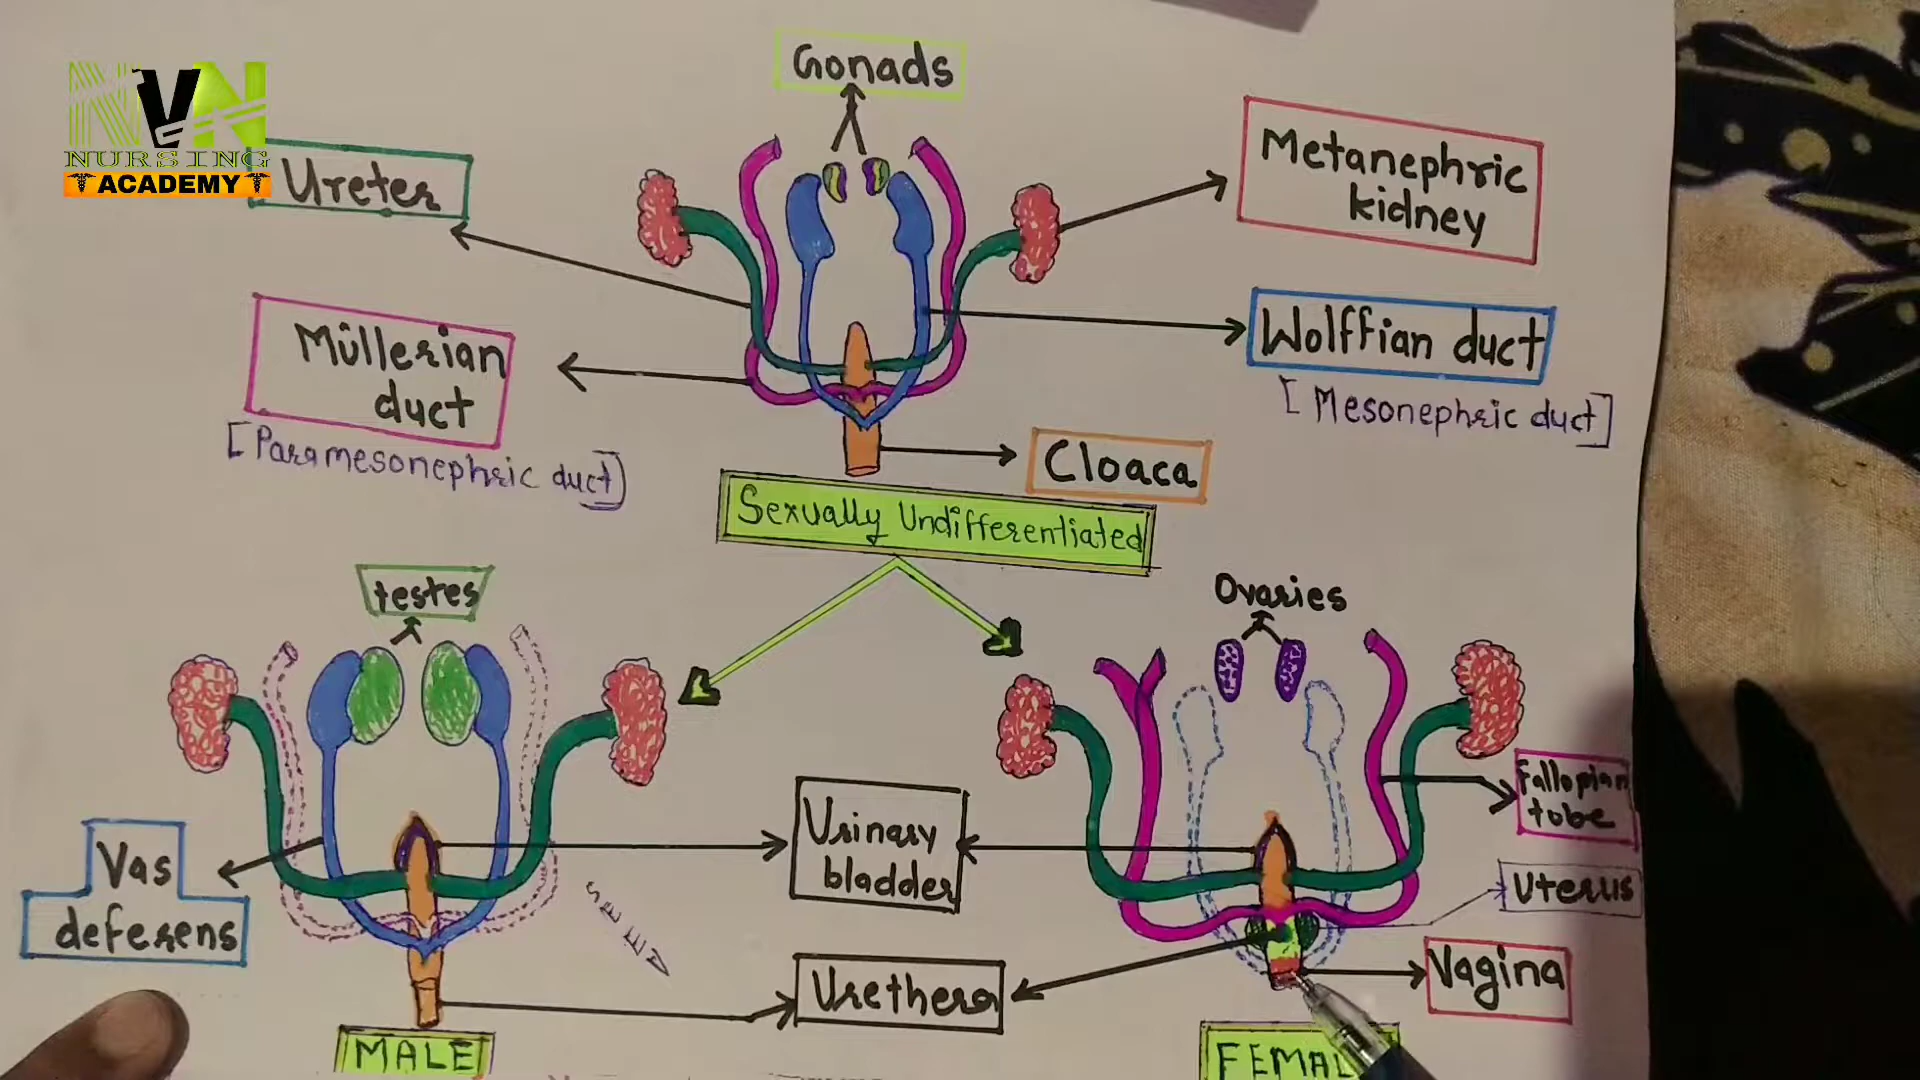 Gonads
NVN
NURSING
ACADEMY
Ureter
Metanephric
kidney
Müllerian
duct
[Paramesonephric duct]
Wolffian duct
[Mesonephric duct]
Cloaca
Sexually Undifferentiated
testes
Ovaries
Vas
deferens
Urinary
bladder
Fallopian
tube
Uterus
Vagina
Urethera
MALE
FEMAL